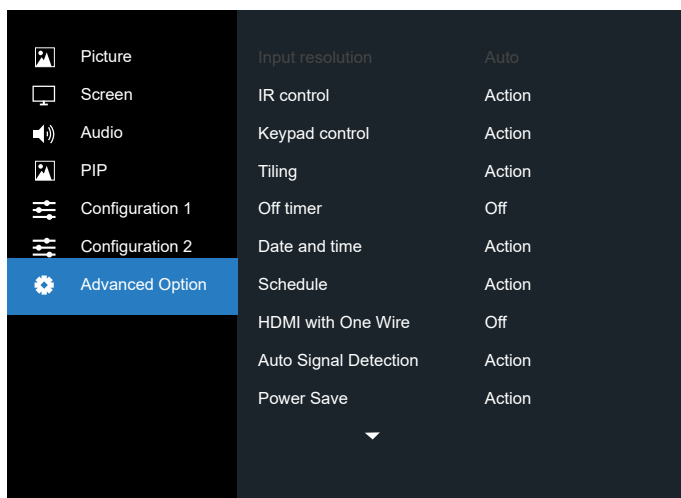 Picture
Screen
Audio
PIP
Configuration 1
Configuration 2
Advanced Option
Input resolution Auto
IR control Action
Keypad control Action
Tiling Action
Off timer Off
Date and time Action
Schedule Action
HDMI with One Wire Off
Auto Signal Detection Action
Power Save Action